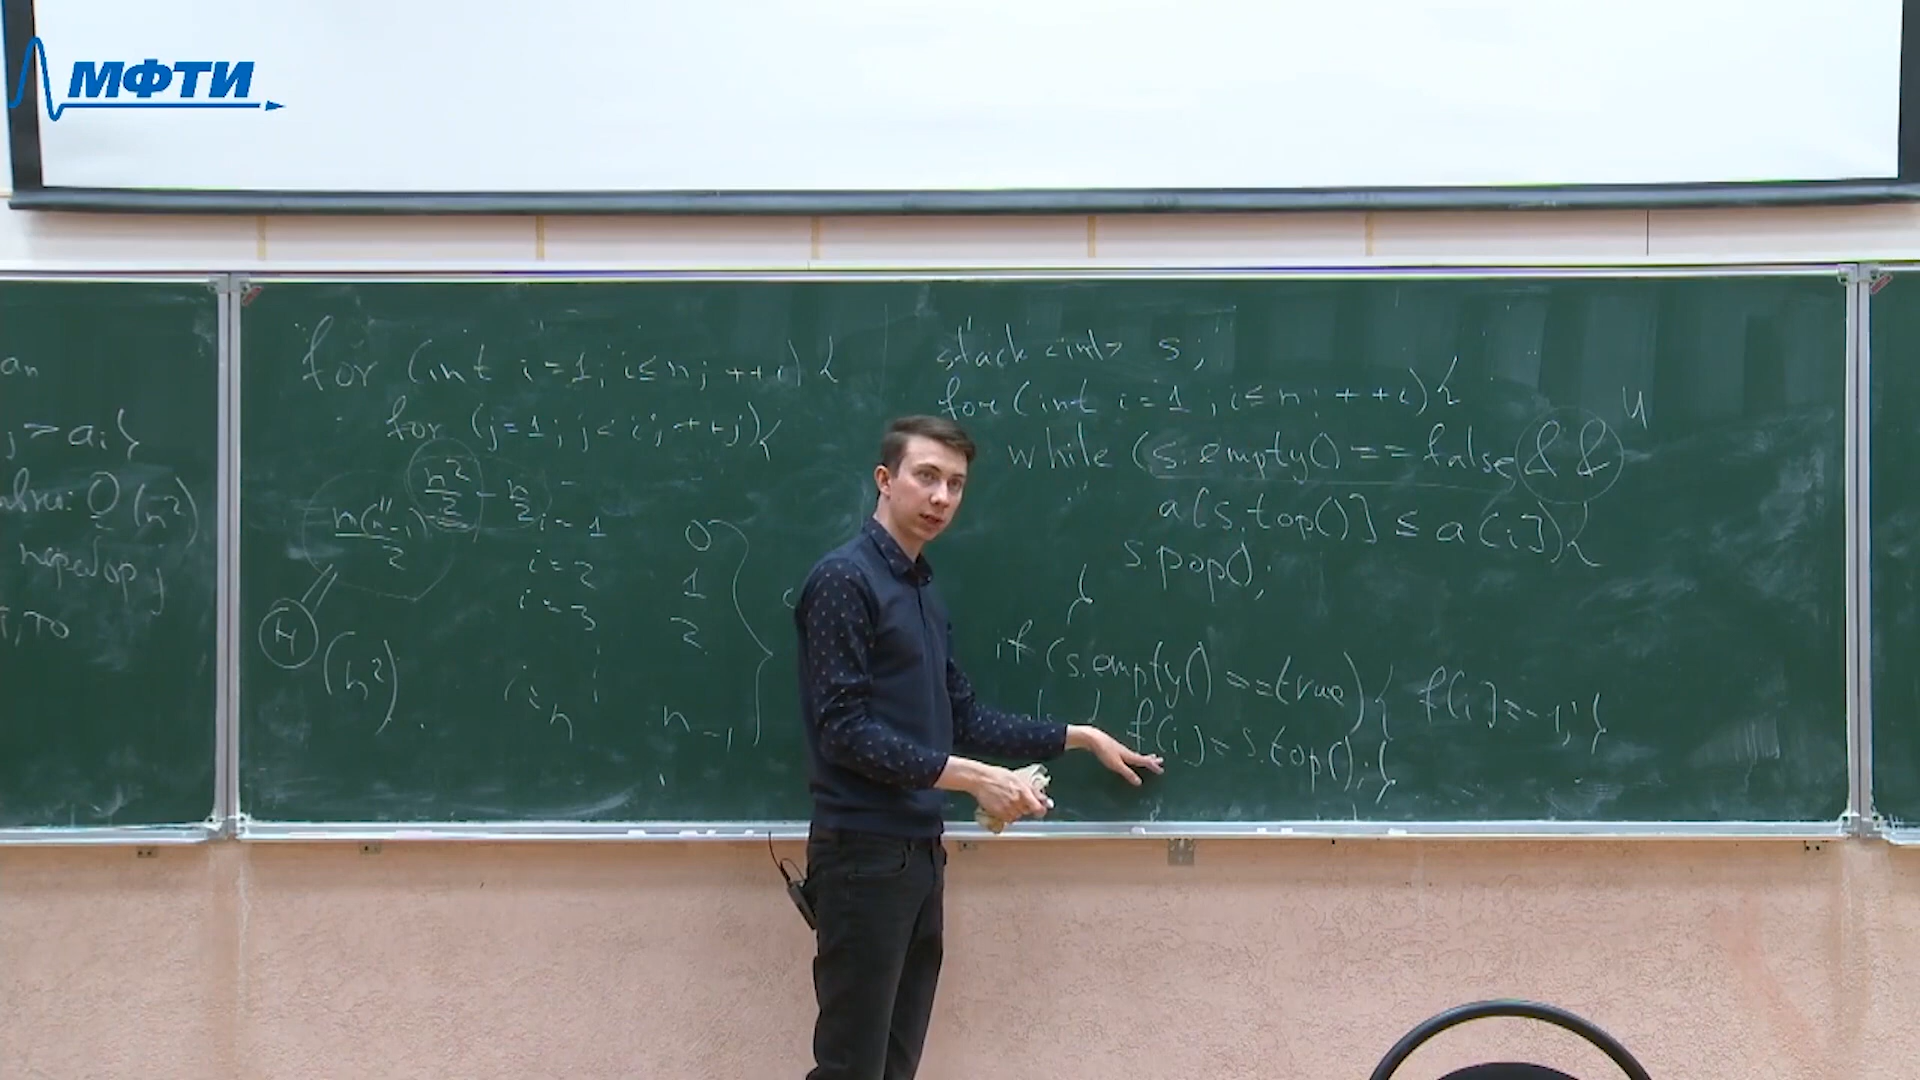 МФТИ
an
j > ai}
O (n²)
перебор j
i, то
for (int i=1; i≤n; ++i) {
for (j=1; j<i; ++j){
n(n-1)/2
"
n²/2 - n/2
i=1 0
i=2 1
i=3 2
i=n n-1
(n²).
stack <int> s;
for (int i=1; i≤n; ++i){
while (s.empty() == false && и
a[s.top()] ≤ a[i]){
s.pop();
}
if (s.empty() == true) { f[i]=-1; }
f[i]= s.top(); }